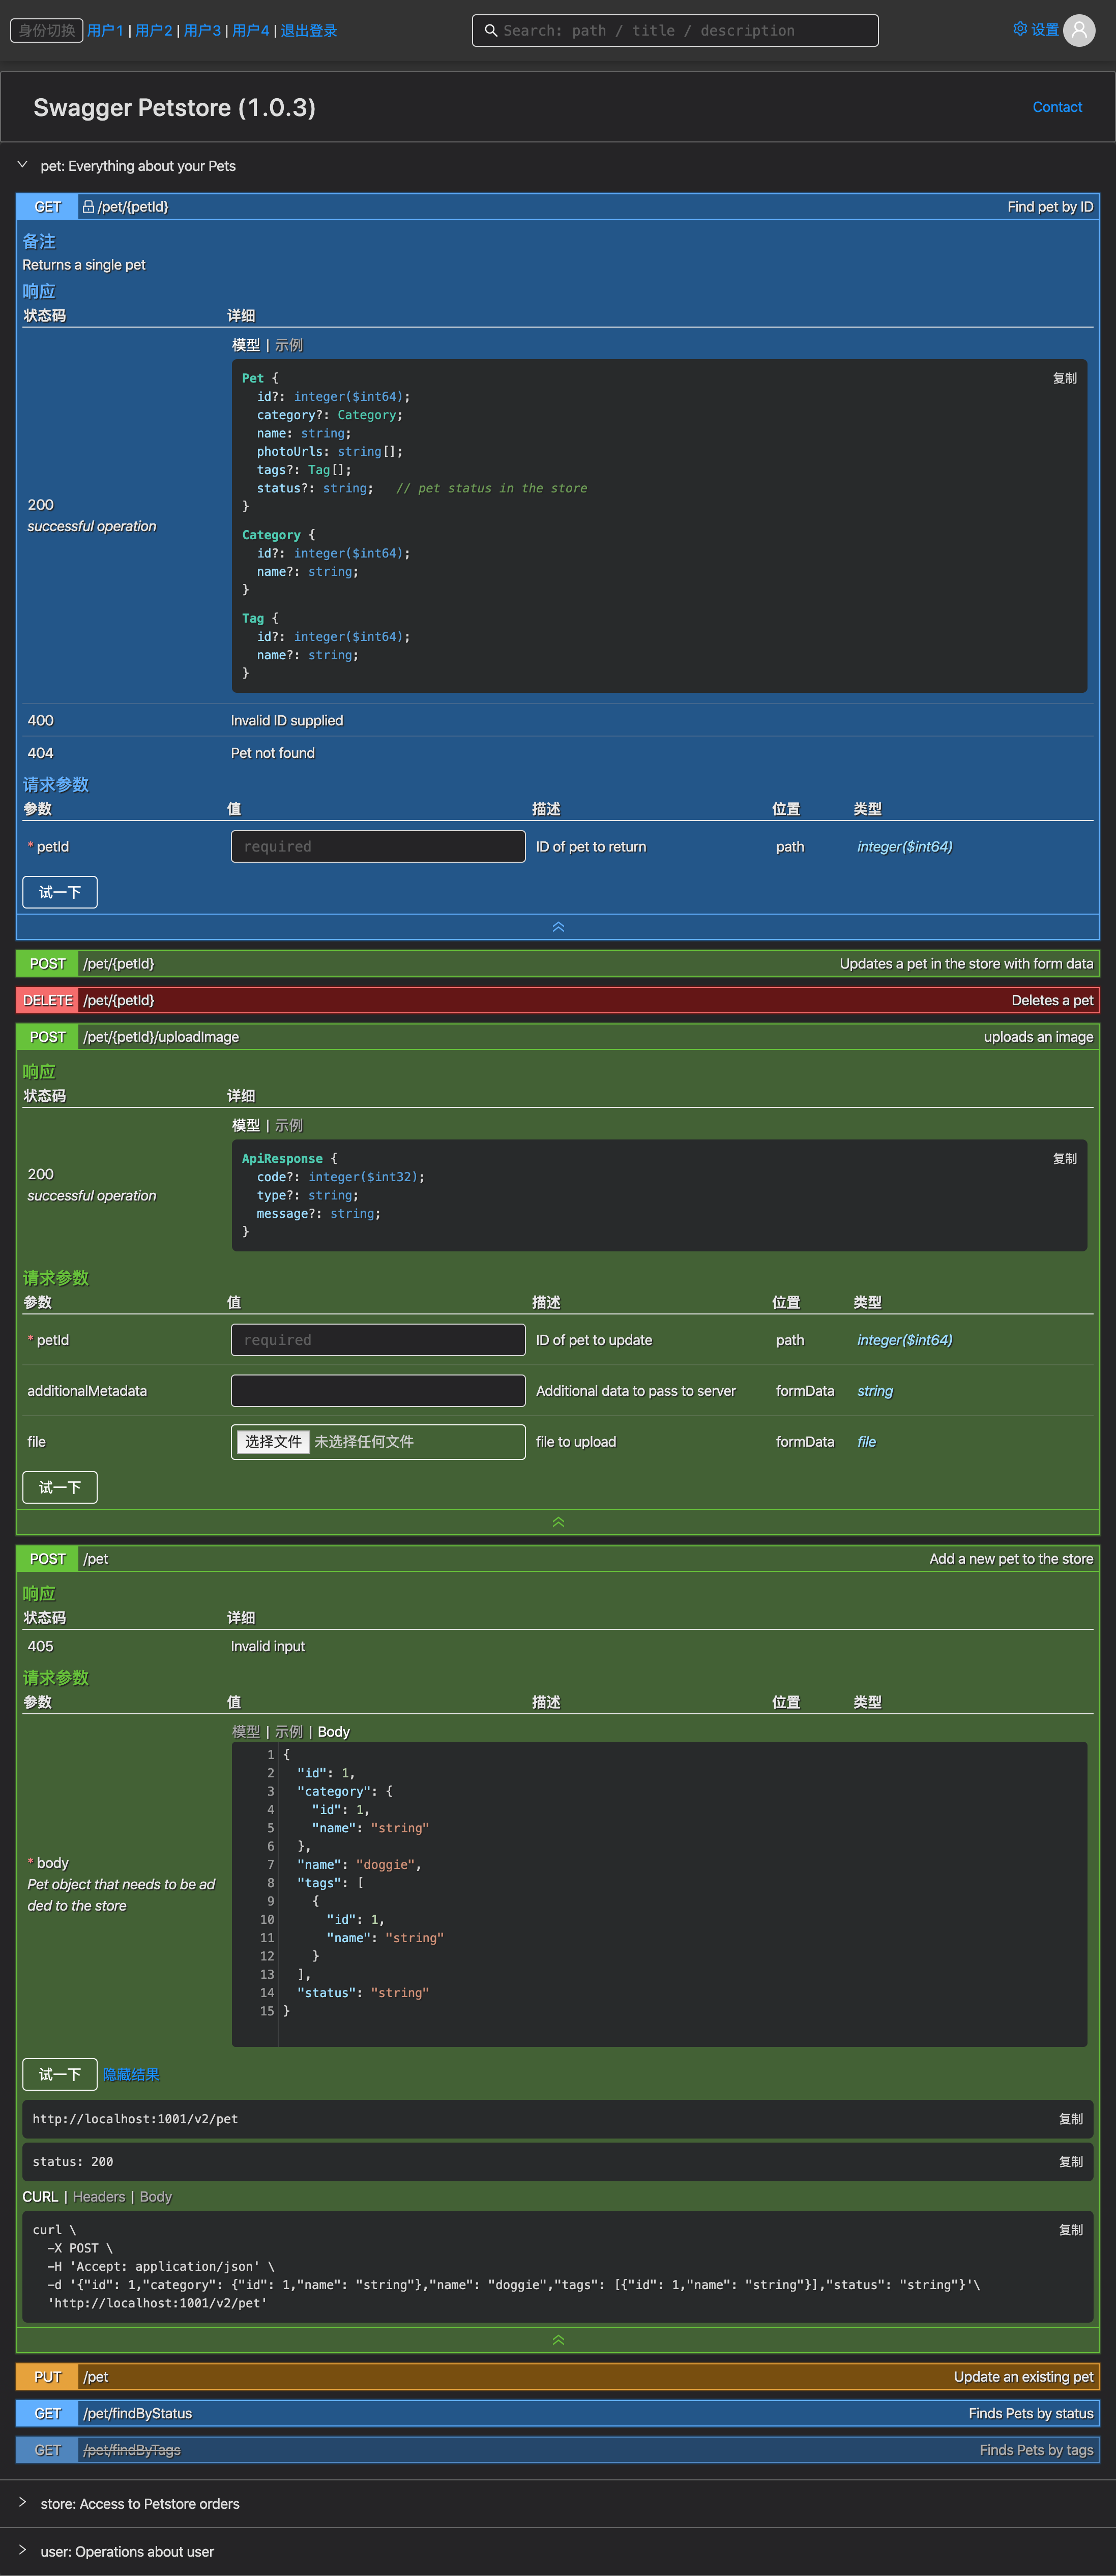 身份切换 用户1 | 用户2 | 用户3 | 用户4 | 退出登录 Search: path / title / description 设置
Swagger Petstore (1.0.3) Contact
pet: Everything about your Pets
GET /pet/{petId} Find pet by ID
备注
Returns a single pet
响应
状态码 详细
模型 | 示例
Pet { 复制
id?: integer($int64);
category?: Category;
name: string;
photoUrls: string[];
tags?: Tag[];
status?: string; // pet status in the store
}
Category {
id?: integer($int64);
name?: string;
}
Tag {
id?: integer($int64);
name?: string;
}
200
successful operation
400 Invalid ID supplied
404 Pet not found
请求参数
参数 值 描述 位置 类型
* petId required ID of pet to return path integer($int64)
试一下
POST /pet/{petId} Updates a pet in the store with form data
DELETE /pet/{petId} Deletes a pet
POST /pet/{petId}/uploadImage uploads an image
响应
状态码 详细
模型 | 示例
ApiResponse { 复制
code?: integer($int32);
type?: string;
message?: string;
}
200
successful operation
请求参数
参数 值 描述 位置 类型
* petId required ID of pet to update path integer($int64)
additionalMetadata Additional data to pass to server formData string
file 选择文件 未选择任何文件 file to upload formData file
试一下
POST /pet Add a new pet to the store
响应
状态码 详细
405 Invalid input
请求参数
参数 值 描述 位置 类型
模型 | 示例 | Body
1 {
2 "id": 1,
3 "category": {
4 "id": 1,
5 "name": "string"
6 },
7 "name": "doggie",
8 "tags": [
9 {
10 "id": 1,
11 "name": "string"
12 }
13 ],
14 "status": "string"
15 }
* body
Pet object that needs to be ad
ded to the store
试一下 隐藏结果
http://localhost:1001/v2/pet 复制
status: 200 复制
CURL | Headers | Body
curl \ 复制
-X POST \
-H 'Accept: application/json' \
-d '{"id": 1,"category": {"id": 1,"name": "string"},"name": "doggie","tags": [{"id": 1,"name": "string"}],"status": "string"}'\
'http://localhost:1001/v2/pet'
PUT /pet Update an existing pet
GET /pet/findByStatus Finds Pets by status
GET /pet/findByTags Finds Pets by tags
store: Access to Petstore orders
user: Operations about user